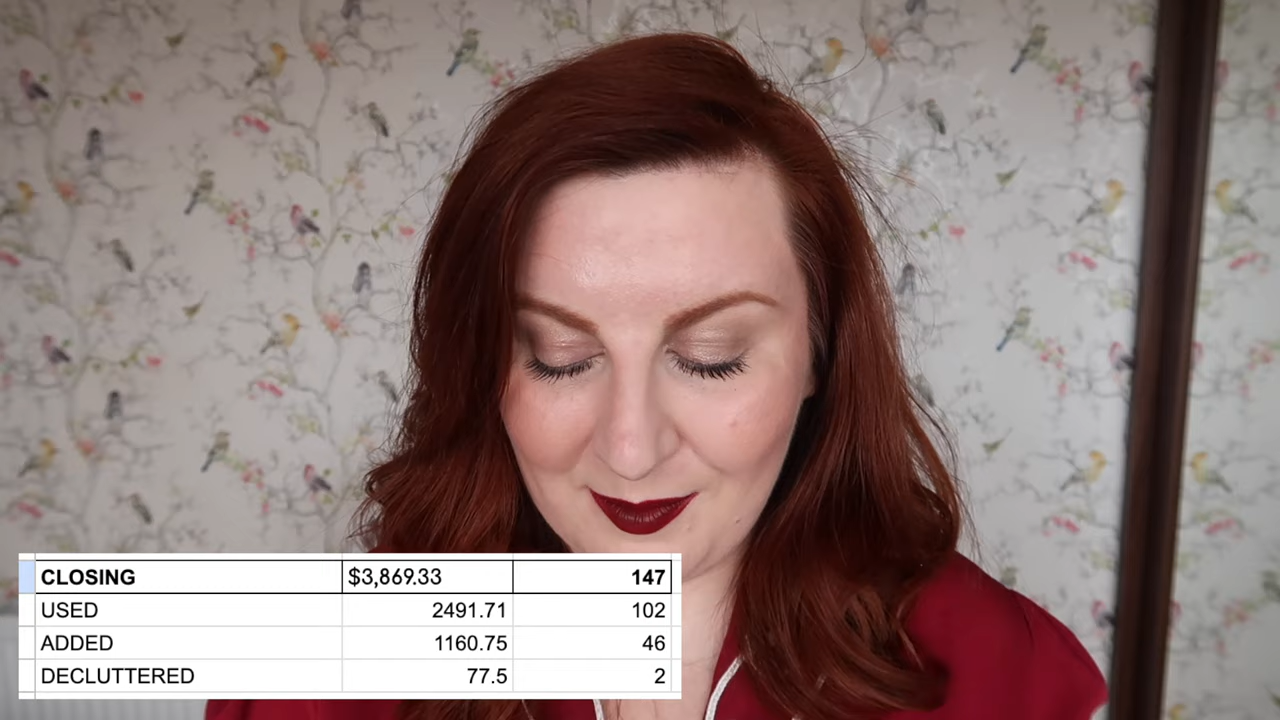 CLOSING $3,869.33 147
USED 2491.71 102
ADDED 1160.75 46
DECLUTTERED 77.5 2